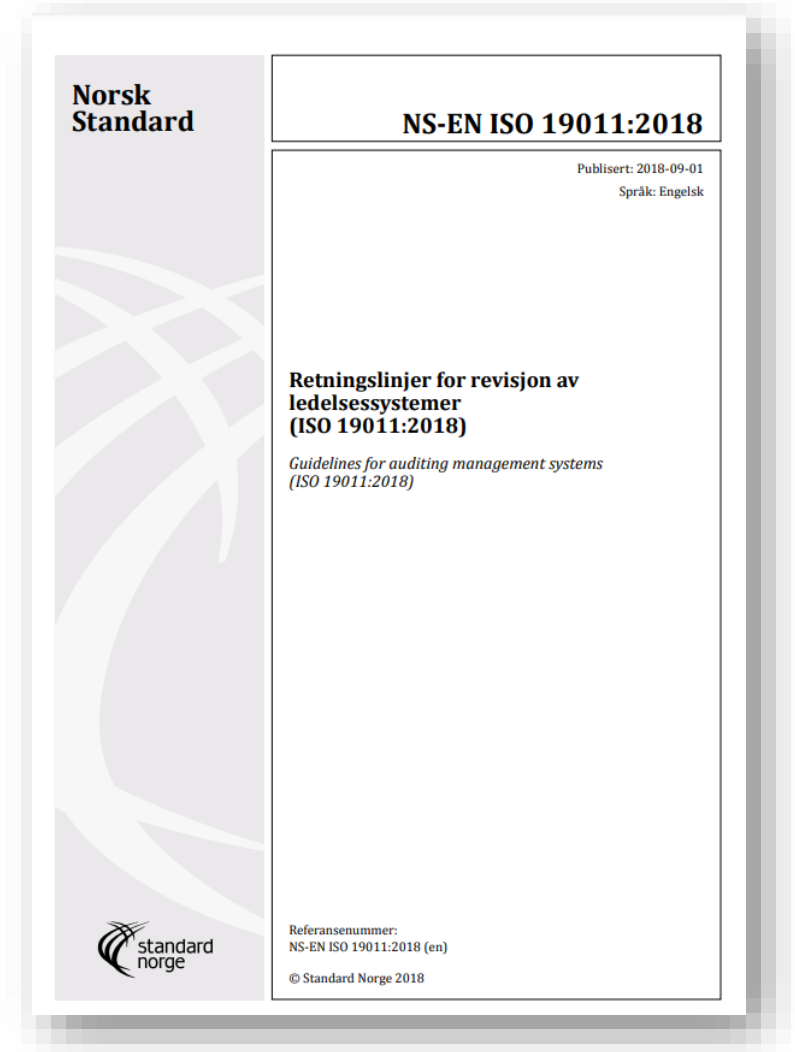 Norsk
Standard
NS-EN ISO 19011:2018
Publisert: 2018-09-01
Språk: Engelsk
Retningslinjer for revisjon av
ledelsessystemer
(ISO 19011:2018)
Guidelines for auditing management systems
(ISO 19011:2018)
standard
norge
Referansenummer:
NS-EN ISO 19011:2018 (en)
© Standard Norge 2018